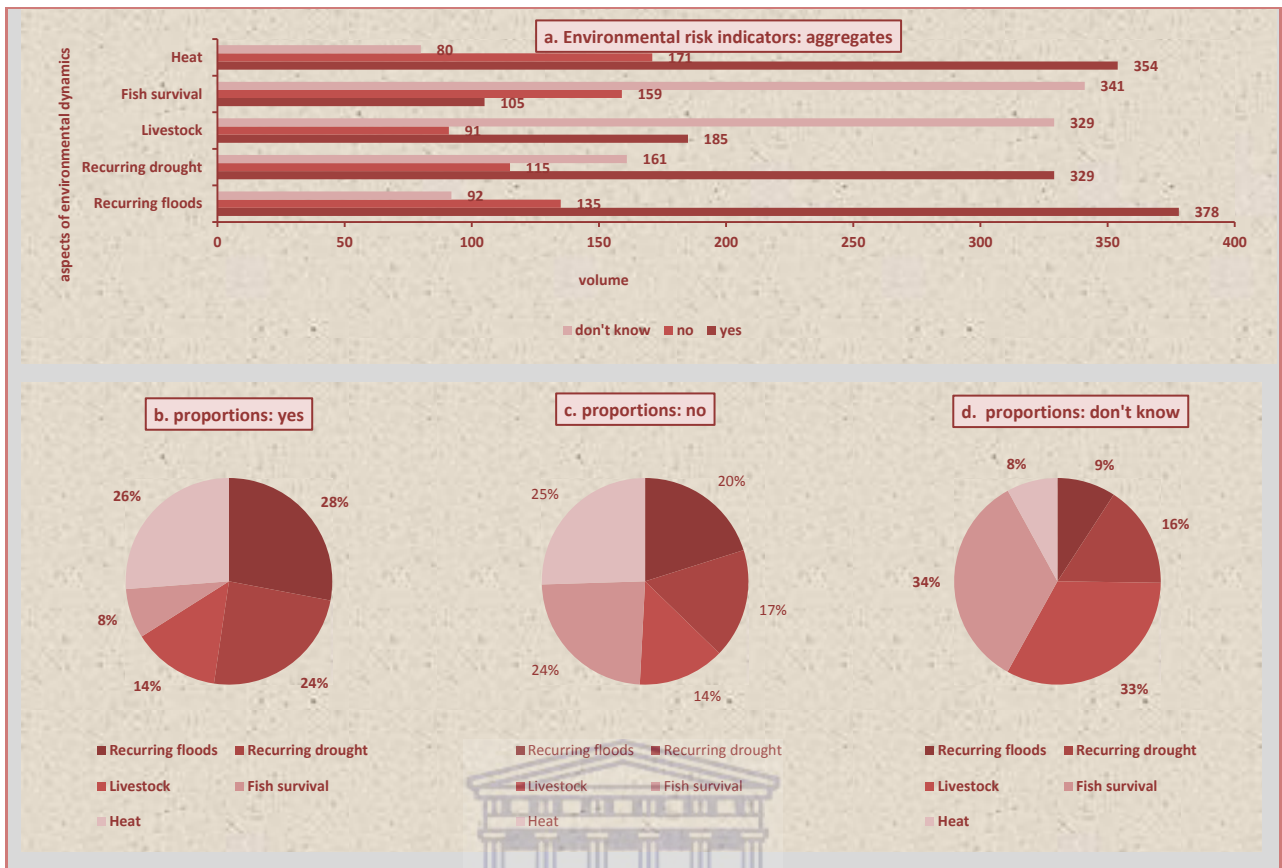 a. Environmental risk indicators: aggregates
aspects of environmental dynamics
Heat
80
171
354
Fish survival
341
159
105
Livestock
329
91
185
Recurring drought
161
115
329
Recurring floods
92
135
378
0 50 100 150 200 250 300 350 400
volume
don't know no yes
b. proportions: yes
26%
28%
8%
14%
24%
Recurring floods Recurring drought
Livestock Fish survival
Heat
c. proportions: no
25%
20%
17%
24%
14%
Recurring floods Recurring drought
Livestock Fish survival
Heat
d. proportions: don't know
8%
9%
16%
34%
33%
Recurring floods Recurring drought
Livestock Fish survival
Heat